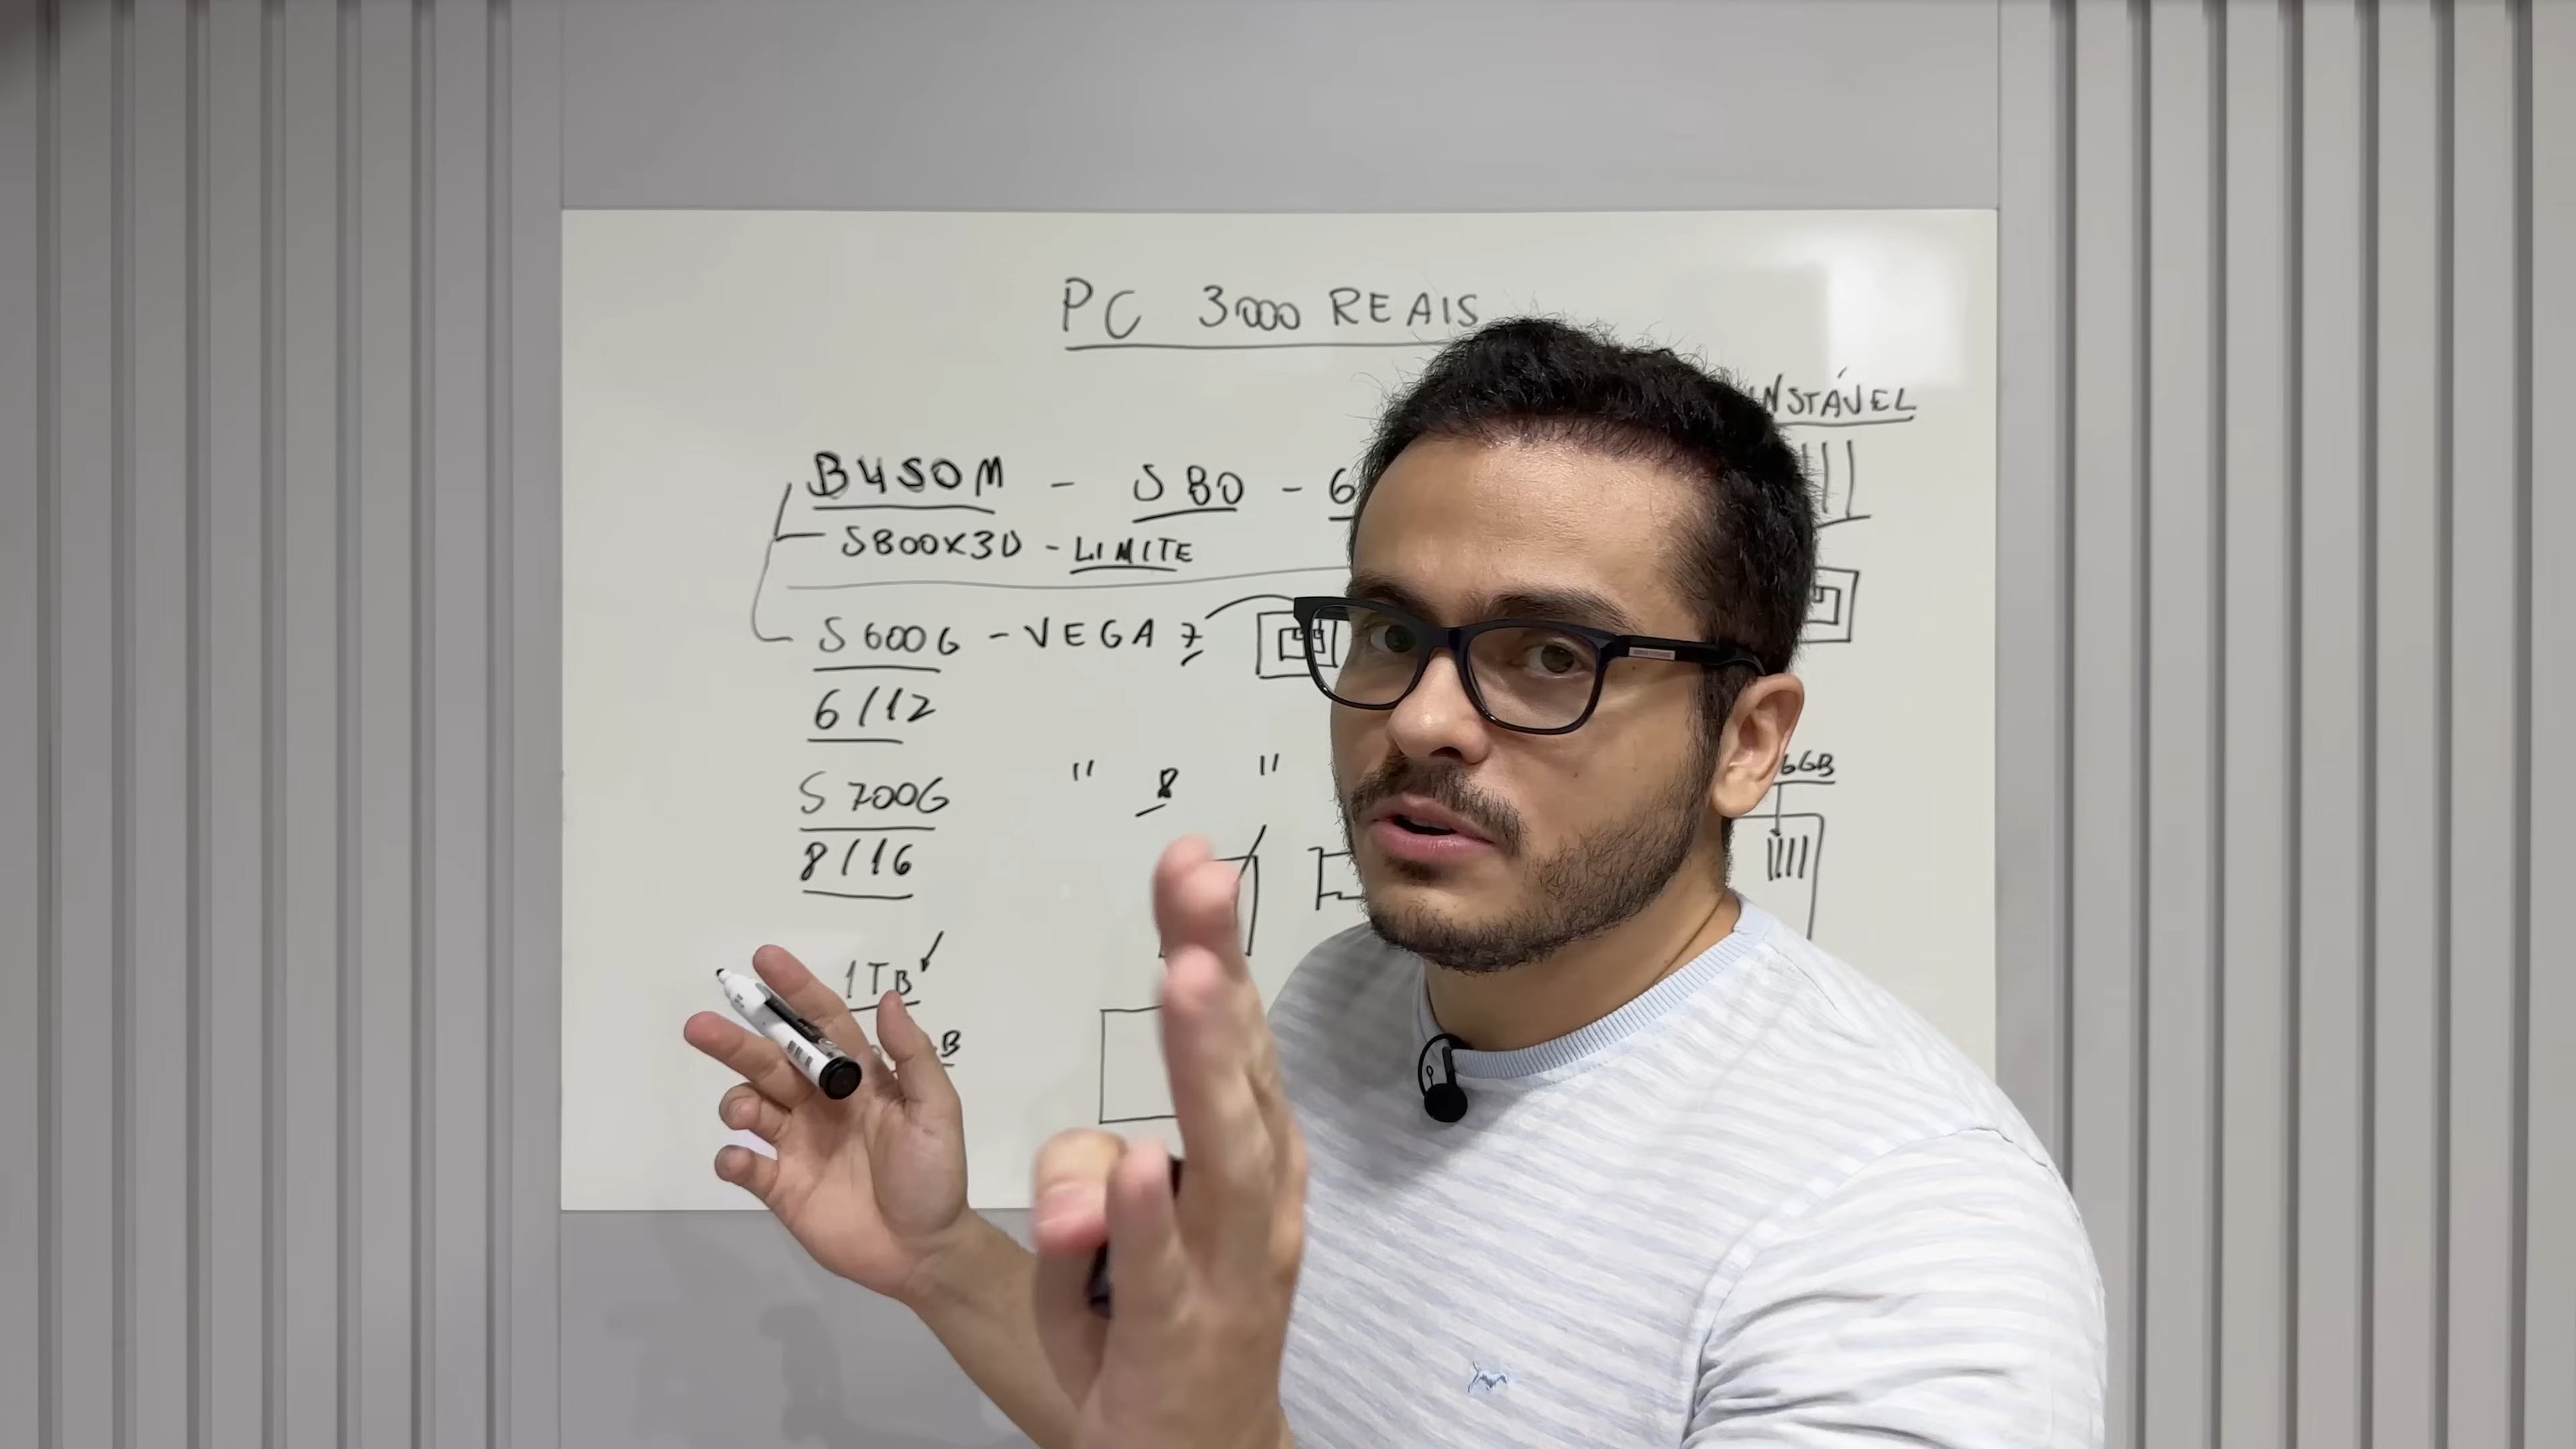 PC 3000 REAIS
INSTÁVEL
B450M - 580 - 6
5800X3D - LIMITE
5600G - VEGA 7
6/12
5700G " 8 "
8/16
6GB
1TB
B